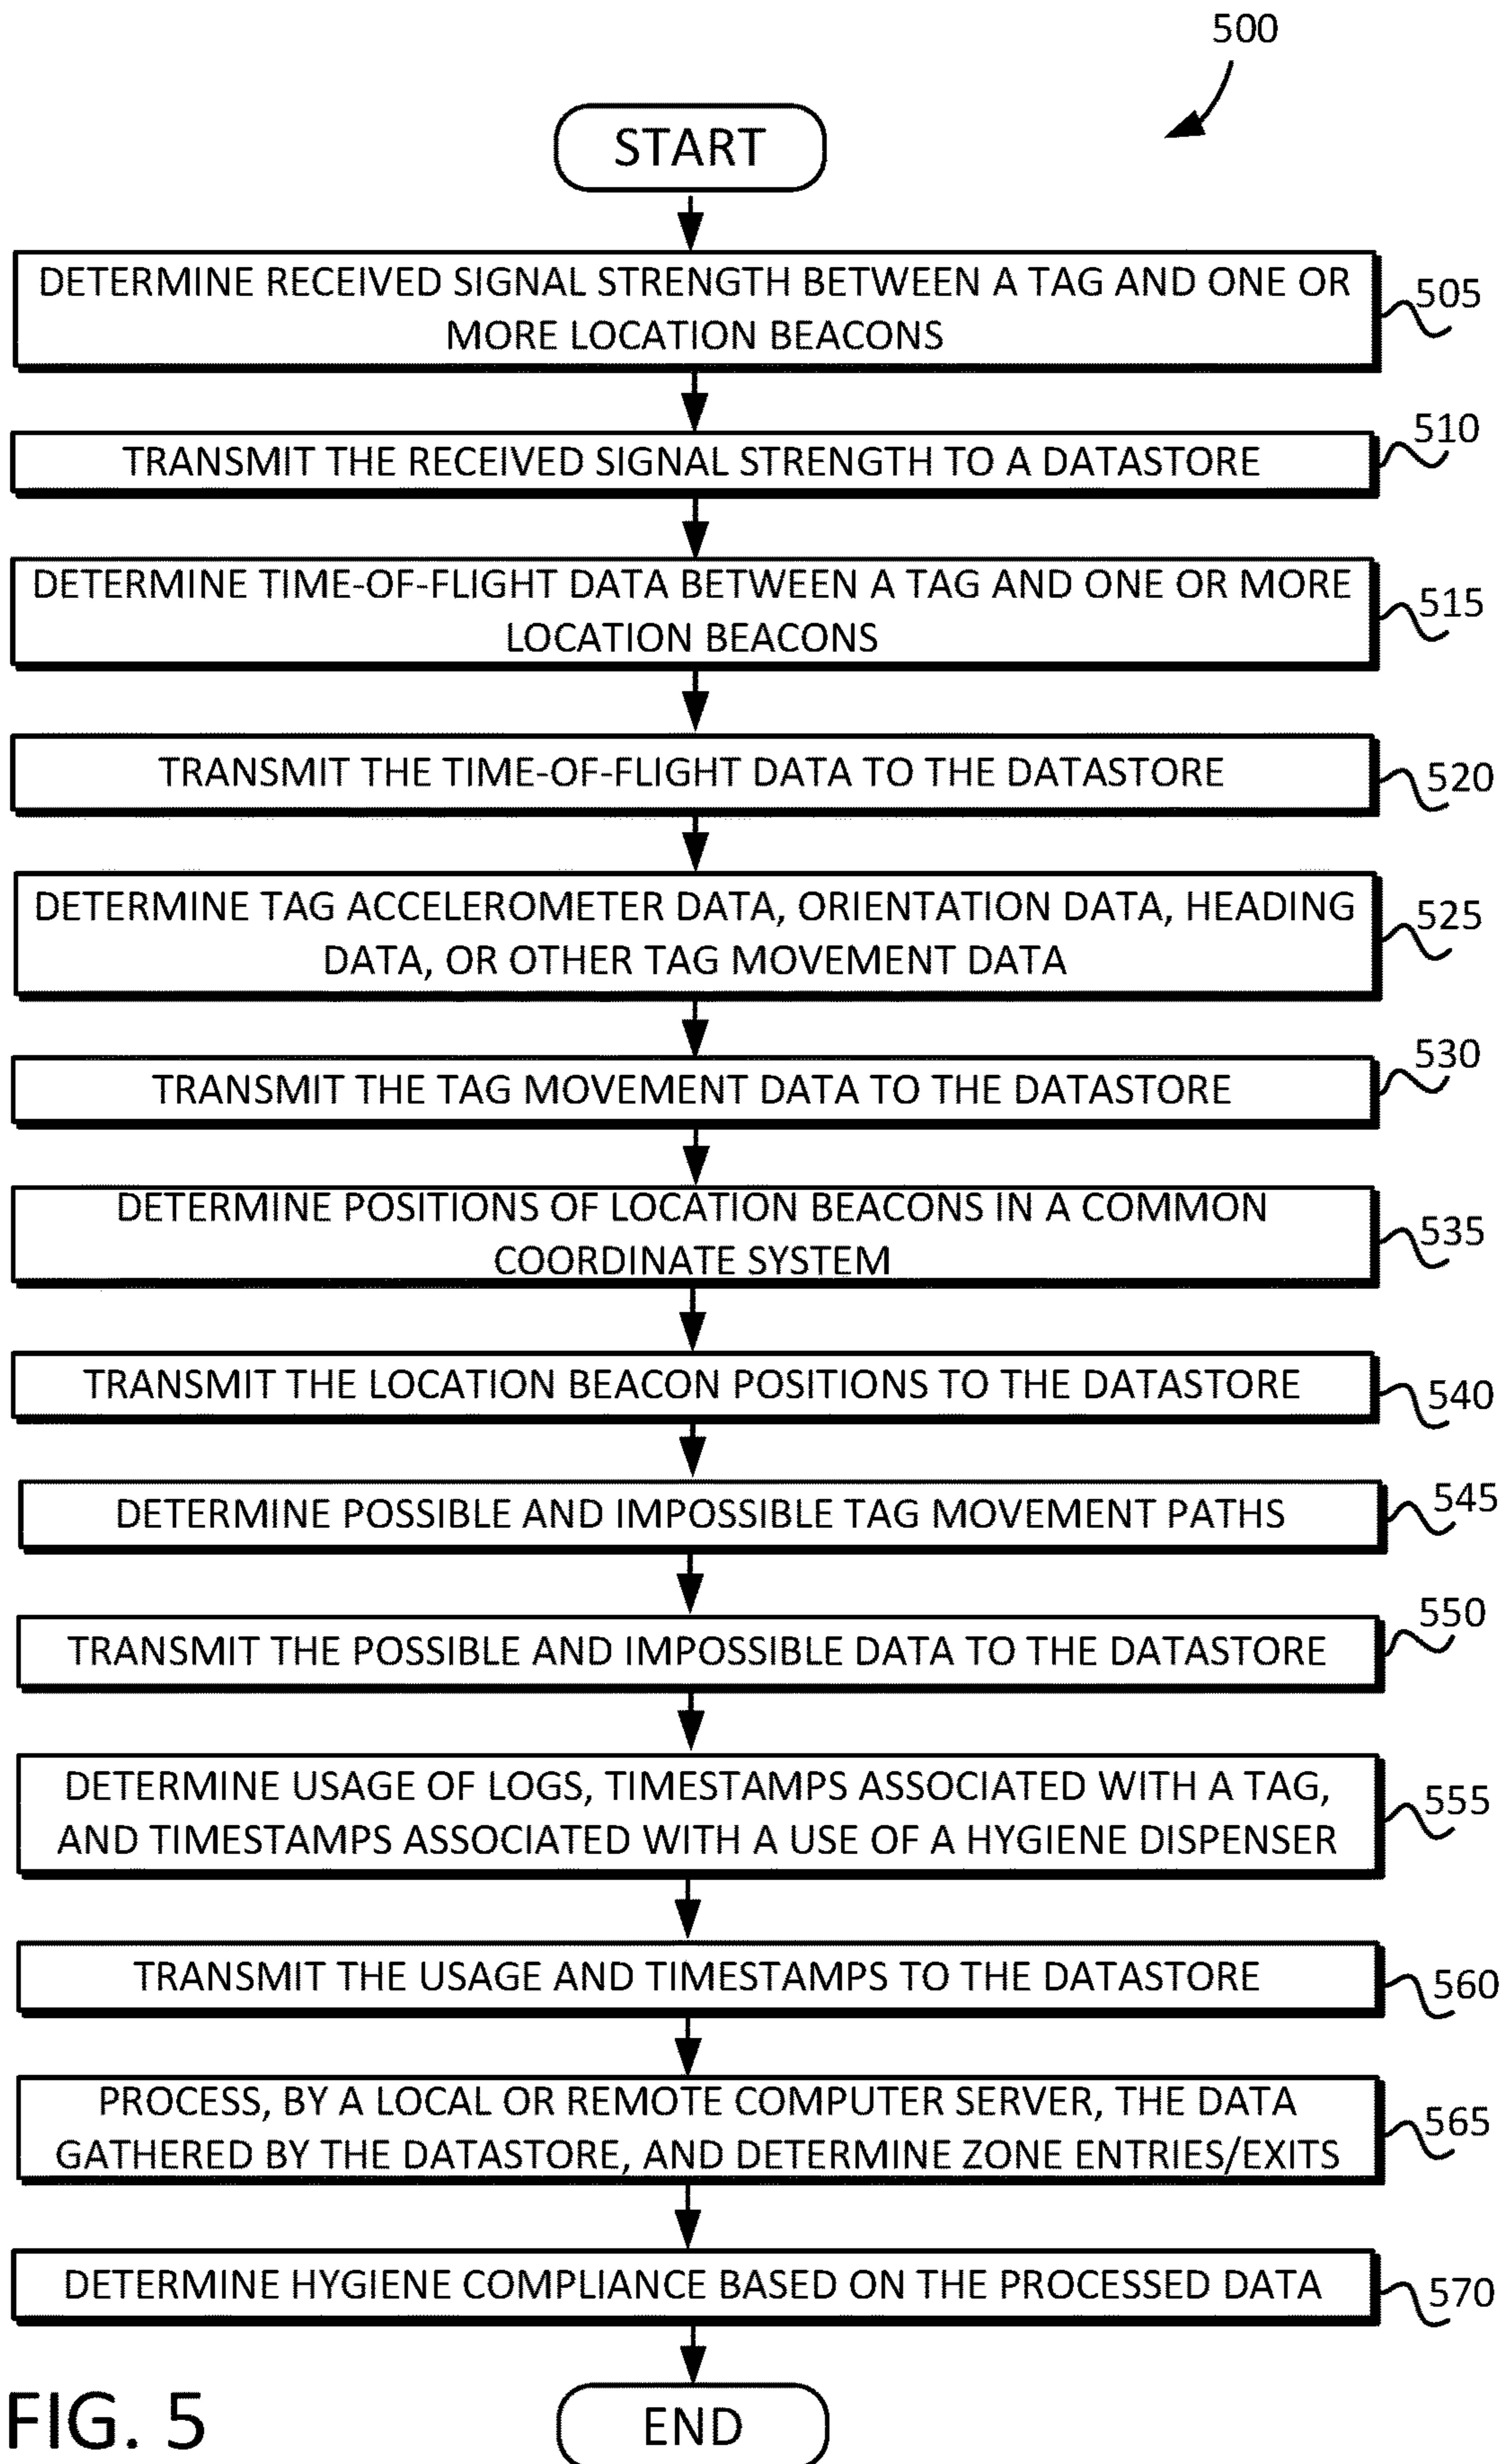 500
START
DETERMINE RECEIVED SIGNAL STRENGTH BETWEEN A TAG AND ONE OR
MORE LOCATION BEACONS
505
TRANSMIT THE RECEIVED SIGNAL STRENGTH TO A DATASTORE
510
DETERMINE TIME-OF-FLIGHT DATA BETWEEN A TAG AND ONE OR MORE
LOCATION BEACONS
515
TRANSMIT THE TIME-OF-FLIGHT DATA TO THE DATASTORE
520
DETERMINE TAG ACCELEROMETER DATA, ORIENTATION DATA, HEADING
DATA, OR OTHER TAG MOVEMENT DATA
525
TRANSMIT THE TAG MOVEMENT DATA TO THE DATASTORE
530
DETERMINE POSITIONS OF LOCATION BEACONS IN A COMMON
COORDINATE SYSTEM
535
TRANSMIT THE LOCATION BEACON POSITIONS TO THE DATASTORE
540
DETERMINE POSSIBLE AND IMPOSSIBLE TAG MOVEMENT PATHS
545
TRANSMIT THE POSSIBLE AND IMPOSSIBLE DATA TO THE DATASTORE
550
DETERMINE USAGE OF LOGS, TIMESTAMPS ASSOCIATED WITH A TAG,
AND TIMESTAMPS ASSOCIATED WITH A USE OF A HYGIENE DISPENSER
555
TRANSMIT THE USAGE AND TIMESTAMPS TO THE DATASTORE
560
PROCESS, BY A LOCAL OR REMOTE COMPUTER SERVER, THE DATA
GATHERED BY THE DATASTORE, AND DETERMINE ZONE ENTRIES/EXITS
565
DETERMINE HYGIENE COMPLIANCE BASED ON THE PROCESSED DATA
570
END
FIG. 5